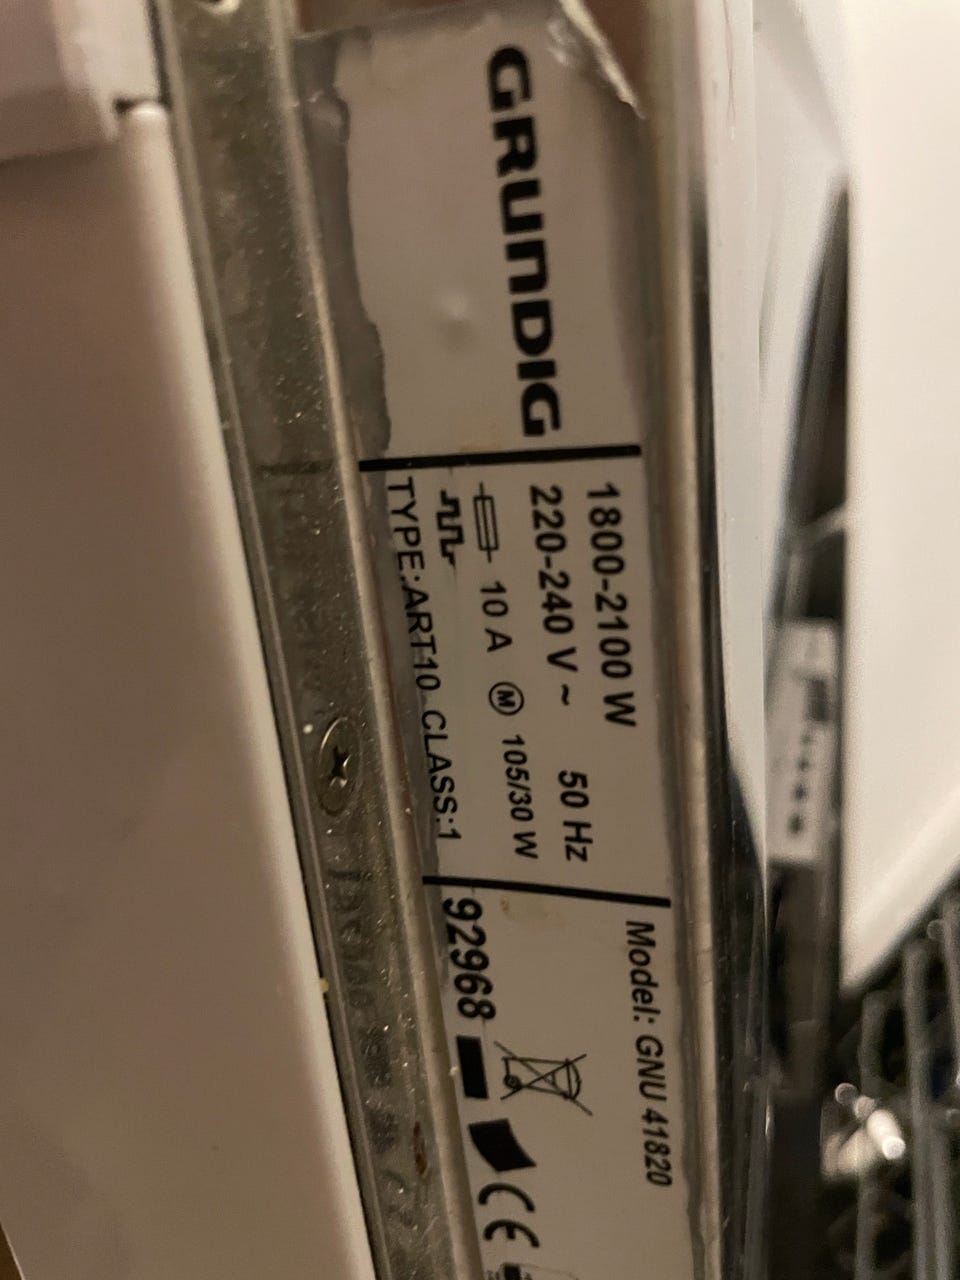 GRUNDIG
1800-2100 W
220-240 V ~ 50 Hz
10 A M 105/30 W
TYPE:ART10 CLASS:1
Model: GNU 41820
92968
CE